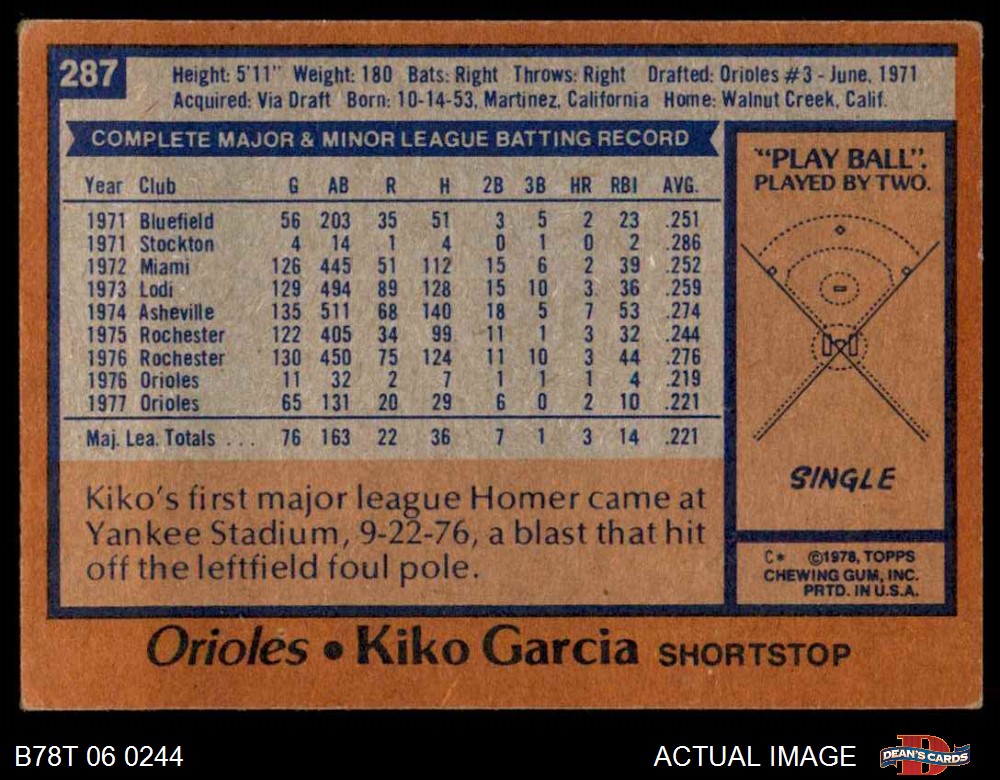 287
Height: 5'11" Weight: 180 Bats: Right Throws: Right Drafted: Orioles #3 - June, 1971
Acquired: Via Draft Born: 10-14-53, Martinez, California Home: Walnut Creek, Calif.
COMPLETE MAJOR & MINOR LEAGUE BATTING RECORD
Year Club G AB R H 2B 3B HR RBI AVG.
1971 Bluefield 56 203 35 51 3 5 2 23 .251
1971 Stockton 4 14 1 4 0 1 0 2 .286
1972 Miami 126 445 51 112 15 6 2 39 .252
1973 Lodi 129 494 89 128 15 10 3 36 .259
1974 Asheville 135 511 68 140 18 5 7 53 .274
1975 Rochester 122 405 34 99 11 1 3 32 .244
1976 Rochester 130 450 75 124 11 10 3 44 .276
1976 Orioles 11 32 2 7 1 1 1 4 .219
1977 Orioles 65 131 20 29 6 0 2 10 .221
Maj. Lea. Totals . . . 76 163 22 36 7 1 3 14 .221
Kiko's first major league Homer came at
Yankee Stadium, 9-22-76, a blast that hit
off the leftfield foul pole.
"PLAY BALL".
PLAYED BY TWO.
SINGLE
C* ©1978, TOPPS
CHEWING GUM, INC.
PRTD. IN U.S.A.
Orioles • Kiko Garcia SHORTSTOP
B78T 06 0244
ACTUAL IMAGE
DEAN'S CARDS